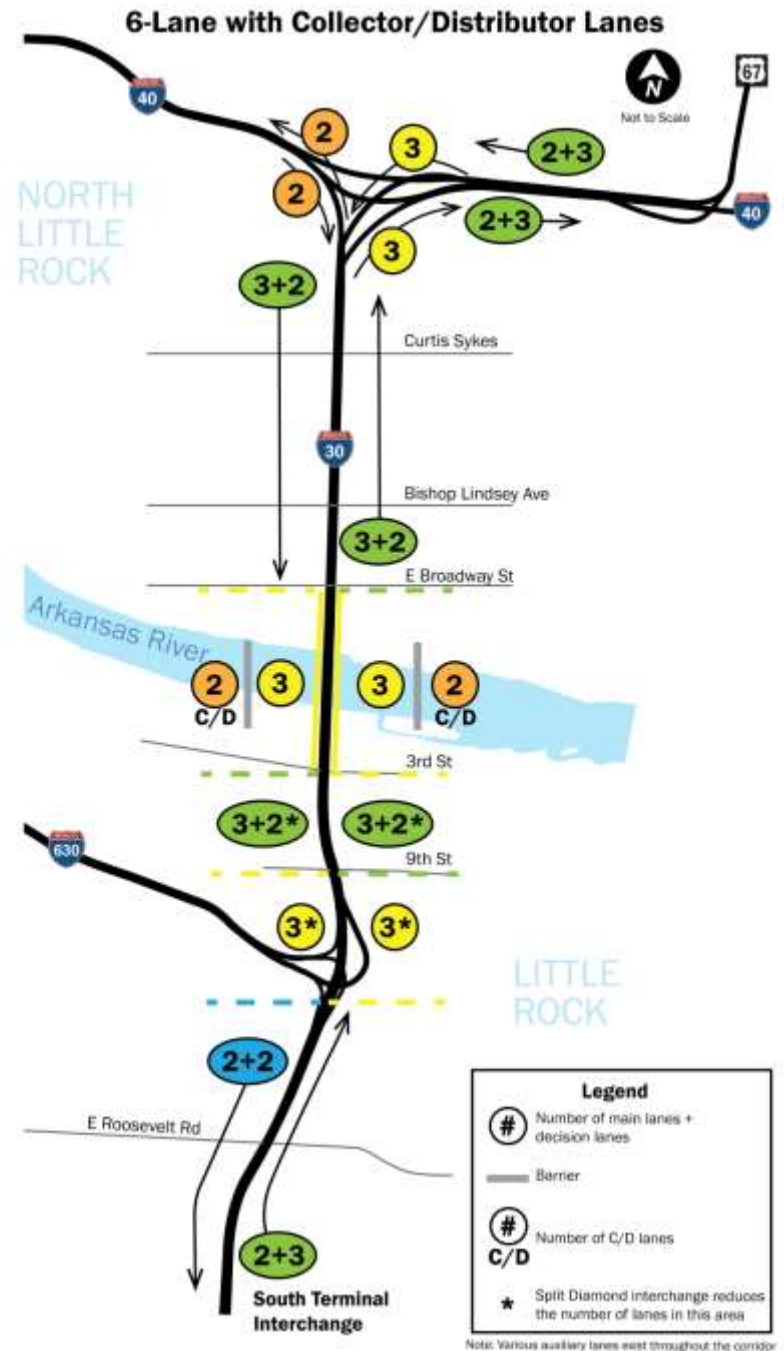 6-Lane with Collector/Distributor Lanes
40
N
Not to Scale
67
2
3
2+3
2
2+3
40
3
NORTH
LITTLE
ROCK
3+2
Curtis Sykes
30
Bishop Lindsey Ave
3+2
E Broadway St
Arkansas River
2
C/D
3
3
2
C/D
3rd St
3+2*
3+2*
630
9th St
3*
3*
LITTLE
ROCK
2+2
E Roosevelt Rd
2+3
South Terminal
Interchange
Legend
# Number of main lanes +
decision lanes
Barrier
#
C/D Number of C/D lanes
* Split Diamond interchange reduces
the number of lanes in this area
Note: Various auxiliary lanes exist throughout the corridor